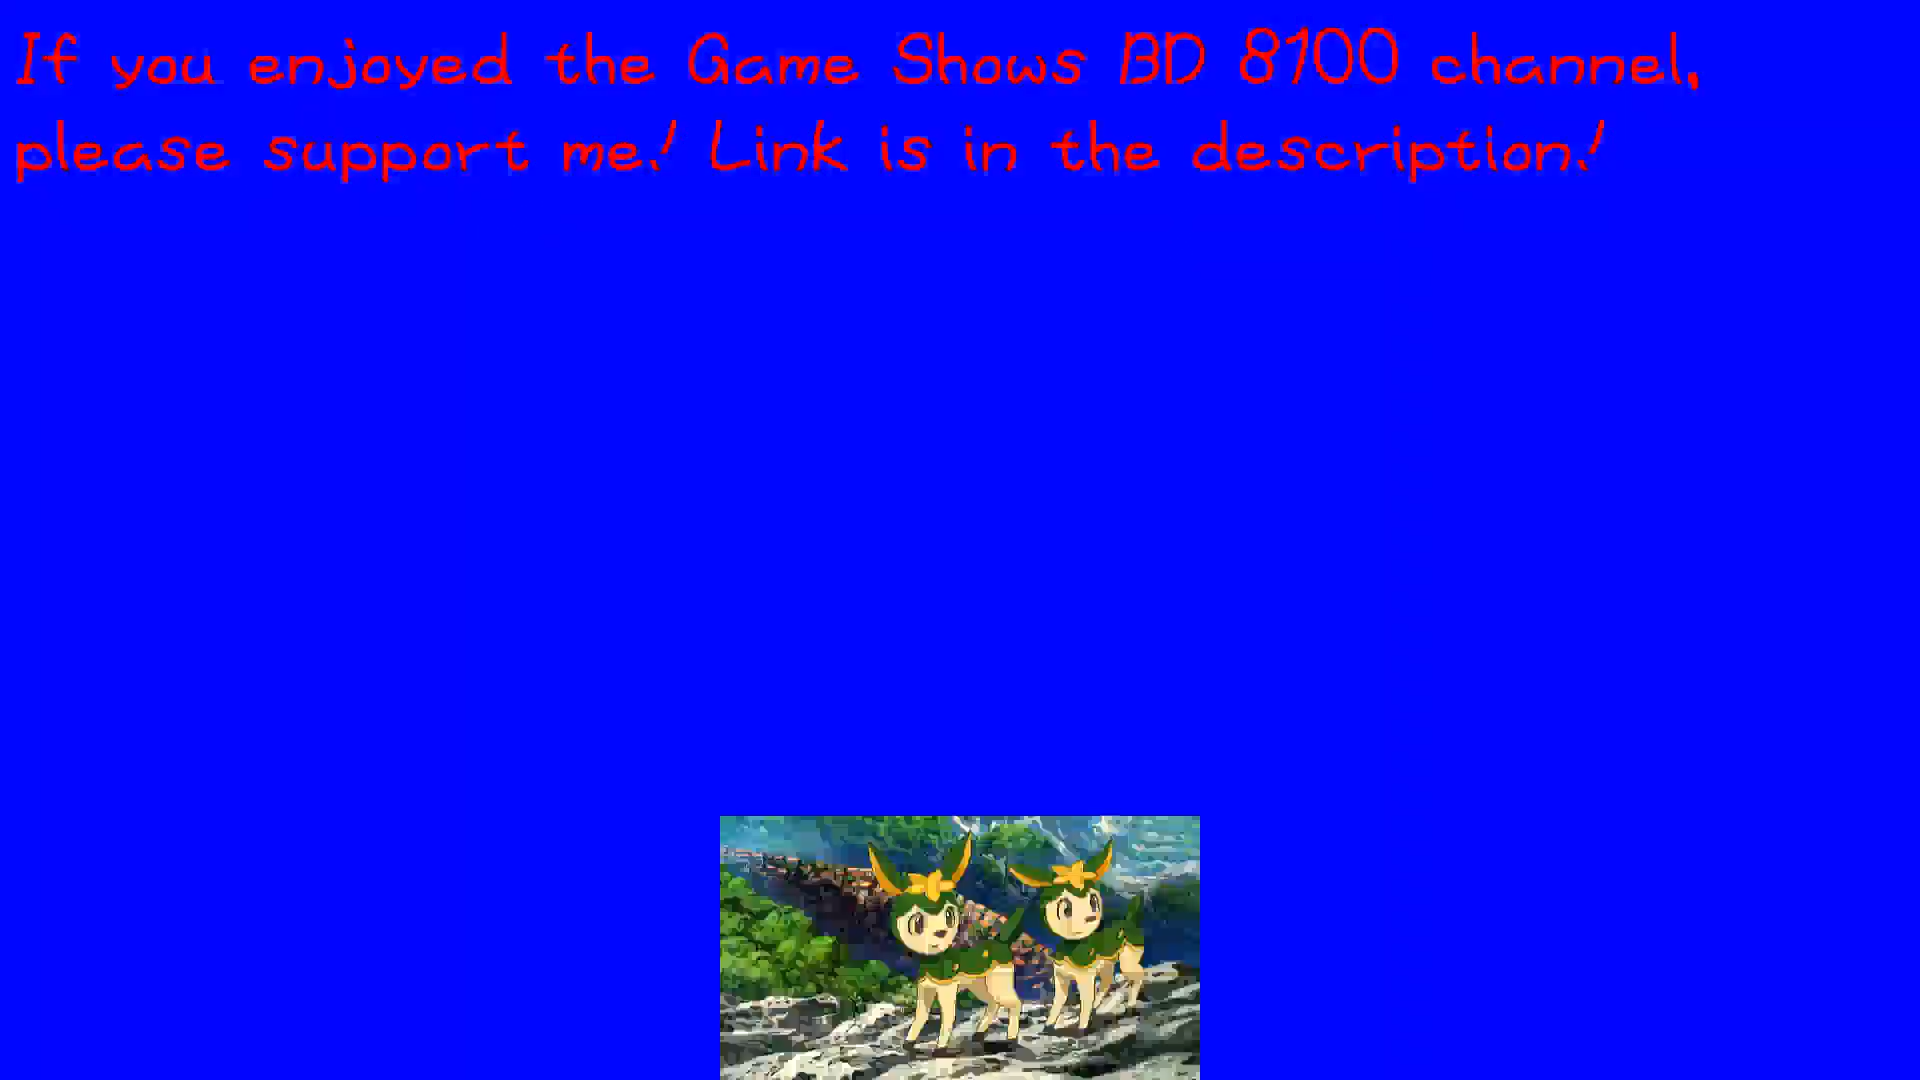 If you enjoyed the Game Shows BD 8100 channel,
please support me! Link is in the description!